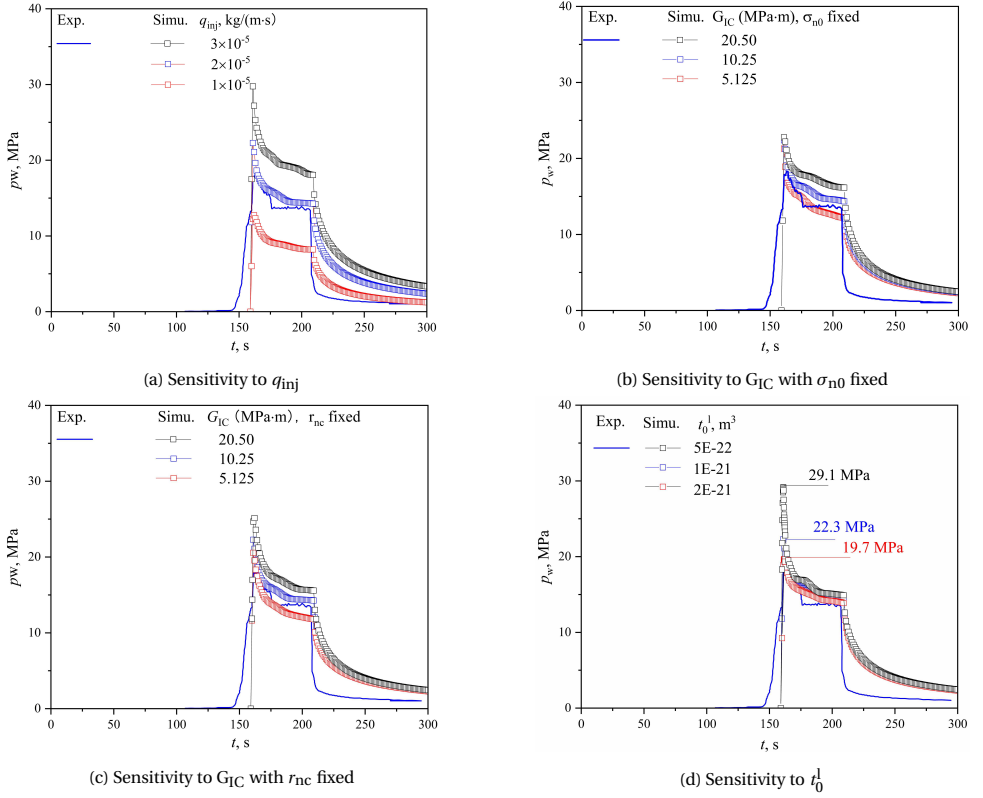 Exp. Simu. q_inj, kg/(m·s)
3×10⁻⁵
2×10⁻⁵
1×10⁻⁵
40
30
20
10
0
pw, MPa
0 50 100 150 200 250 300
t, s
(a) Sensitivity to q_inj
Exp. Simu. G_IC (MPa·m), σ_n0 fixed
20.50
10.25
5.125
40
30
20
10
0
p_w, MPa
0 50 100 150 200 250 300
t, s
(b) Sensitivity to G_IC with σ_n0 fixed
Exp. Simu. G_IC (MPa·m), r_nc fixed
20.50
10.25
5.125
40
30
20
10
0
pw, MPa
0 50 100 150 200 250 300
t, s
(c) Sensitivity to G_IC with r_nc fixed
Exp. Simu. t_0^l, m³
5E-22
1E-21
2E-21
29.1 MPa
22.3 MPa
19.7 MPa
40
30
20
10
0
p_w, MPa
0 50 100 150 200 250 300
t, s
(d) Sensitivity to t_0^l